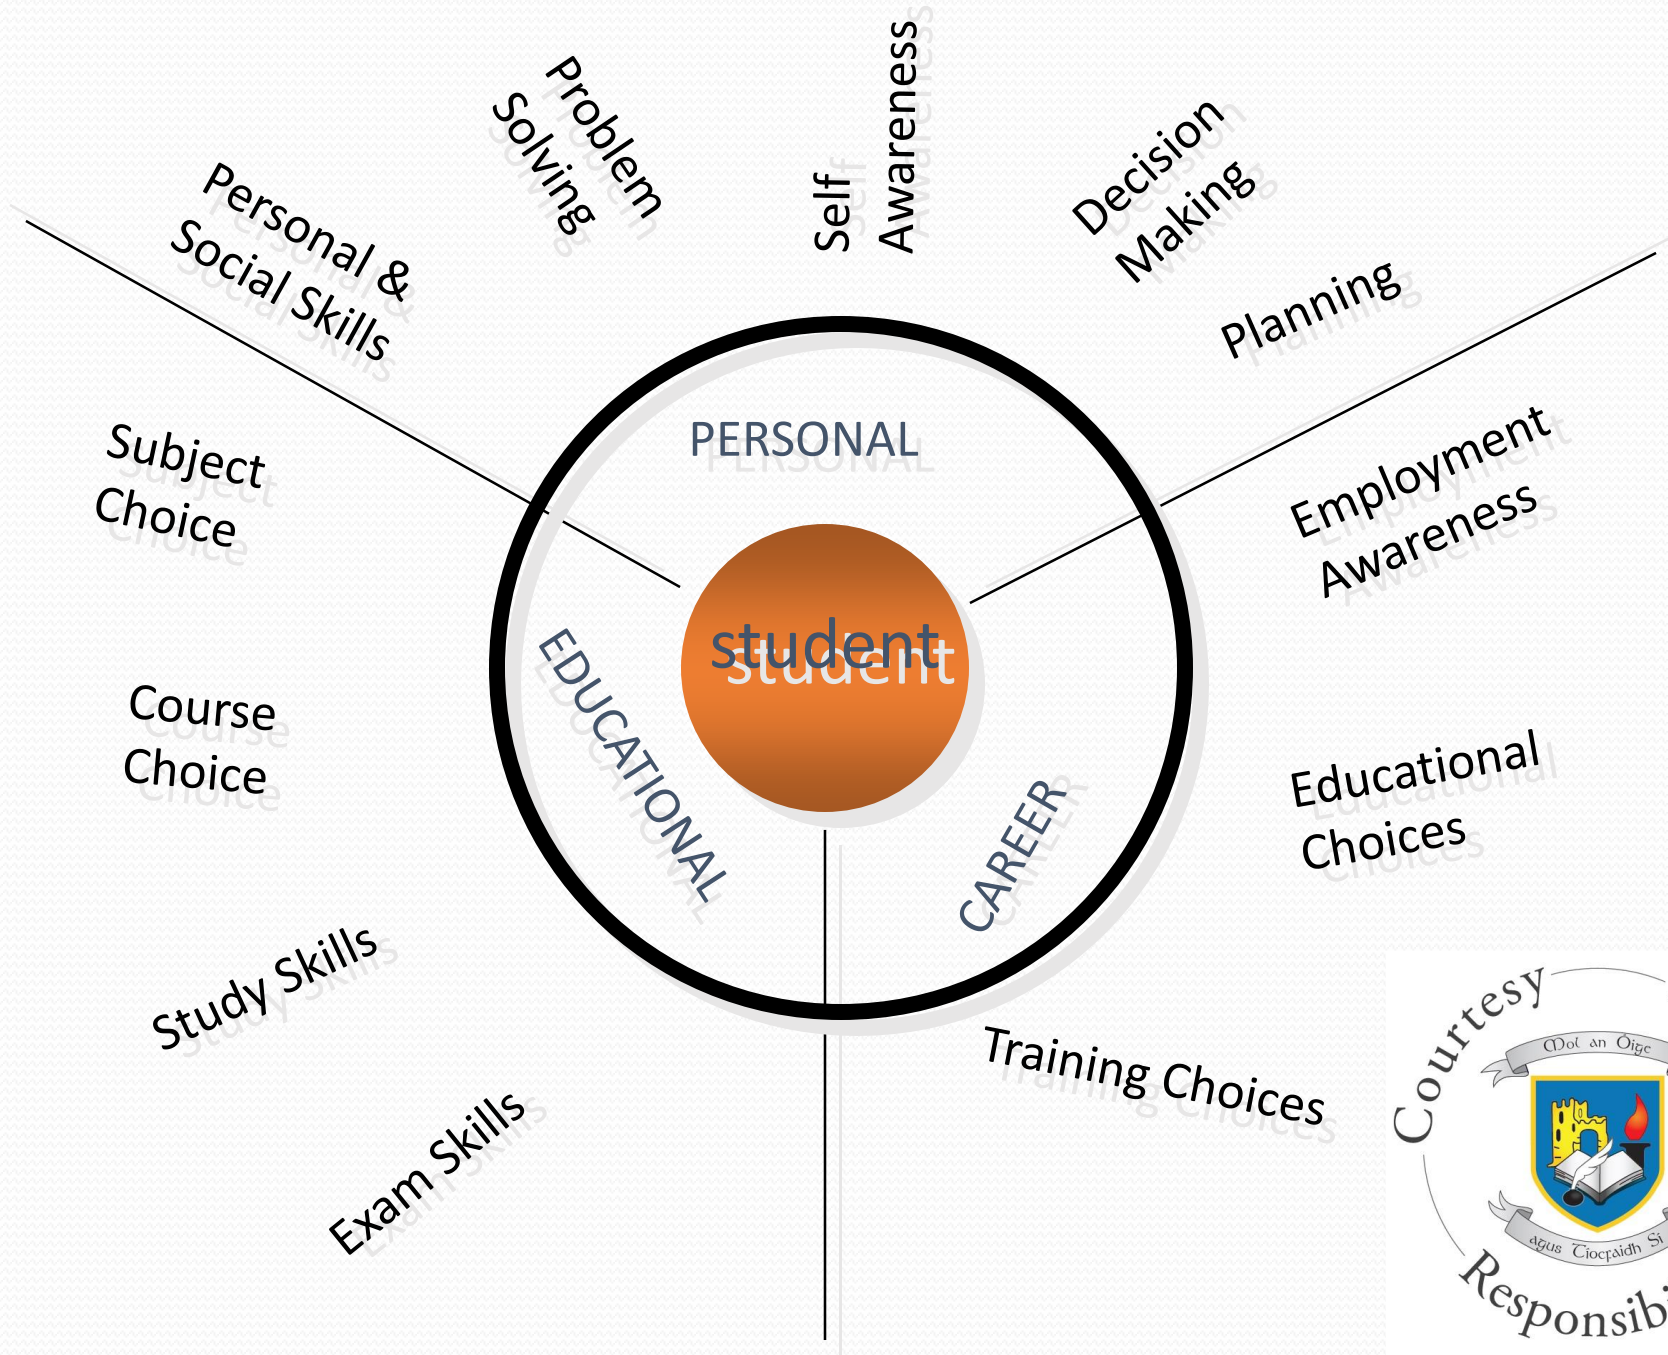 Personal &
Social Skills
Problem
Solving
Self
Awareness
Decision
Making
Planning
PERSONAL
student
EDUCATIONAL
CAREER
Subject
Choice
Course
Choice
Study Skills
Exam Skills
Employment
Awareness
Educational
Choices
Training Choices
Courtesy
Mol an Óige
agus Tiocfaidh Sí
Responsibi